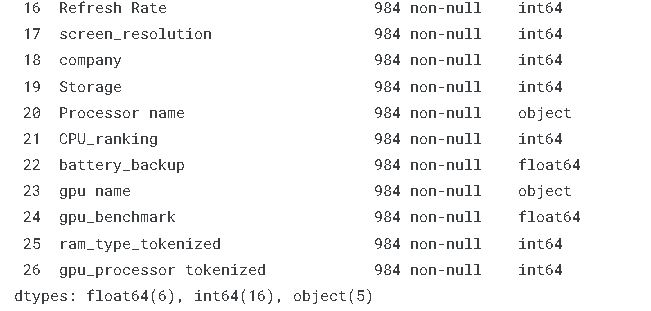 16 Refresh Rate 984 non-null int64
17 screen_resolution 984 non-null int64
18 company 984 non-null int64
19 Storage 984 non-null int64
20 Processor name 984 non-null object
21 CPU_ranking 984 non-null int64
22 battery_backup 984 non-null float64
23 gpu name 984 non-null object
24 gpu_benchmark 984 non-null float64
25 ram_type_tokenized 984 non-null int64
26 gpu_processor tokenized 984 non-null int64
dtypes: float64(6), int64(16), object(5)